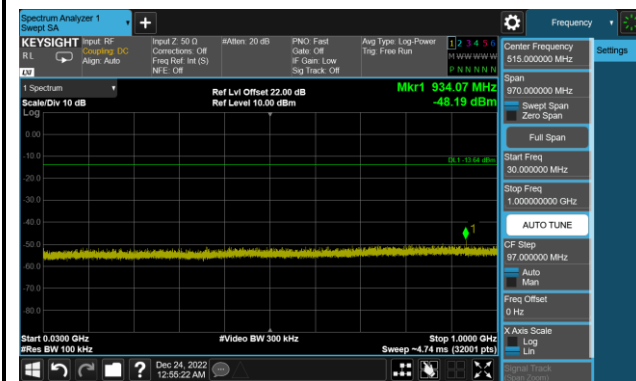 Spectrum Analyzer 1
Swept SA
+
Frequency
KEYSIGHT
RL
LXI
Input: RF
Coupling: DC
Align: Auto
Input Z: 50 Ω
Corrections: Off
Freq Ref: Int (S)
NFE: Off
#Atten: 20 dB
PNO: Fast
Gate: Off
IF Gain: Low
Sig Track: Off
Avg Type: Log-Power
Trig: Free Run
1 2 3 4 5 6
M W W W W W
P N N N N N
Center Frequency
515.000000 MHz
Settings
1 Spectrum
Scale/Div 10 dB
Log
Ref Lvl Offset 22.00 dB
Ref Level 10.00 dBm
Mkr1 934.07 MHz
-48.19 dBm
Span
970.000000 MHz
Swept Span
Zero Span
Full Span
Start Freq
30.000000 MHz
Stop Freq
1.000000000 GHz
AUTO TUNE
CF Step
97.000000 MHz
Auto
Man
Freq Offset
0 Hz
X Axis Scale
Log
Lin
Signal Track
(Span Zoom)
0.00
-10.0
DL1 -13.64 dBm
-20.0
-30.0
-40.0
1
-50.0
-60.0
-70.0
-80.0
Start 0.0300 GHz
#Res BW 100 kHz
#Video BW 300 kHz
Stop 1.0000 GHz
Sweep ~4.74 ms (32001 pts)
?
Dec 24, 2022
12:55:22 AM